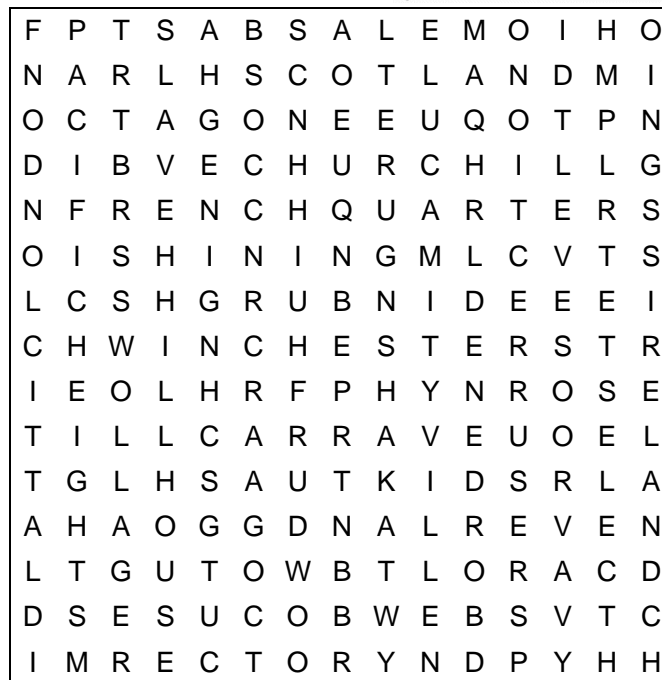 F P T S A B S A L E M O I H O
N A R L H S C O T L A N D M I
O C T A G O N E E U Q O T P N
D I B V E C H U R C H I L L G
N F R E N C H Q U A R T E R S
O I S H I N I N G M L C V T S
L C S H G R U B N I D E E E I
C H W I N C H E S T E R S T R
I E O L H R F P H Y N R O S E
T I L L C A R R A V E U O E L
T G L H S A U T K I D S R L A
A H A O G G D N A L R E V E N
L T G U T O W B T L O R A C D
D S E S U C O B W E B S V T C
I M R E C T O R Y N D P Y H H